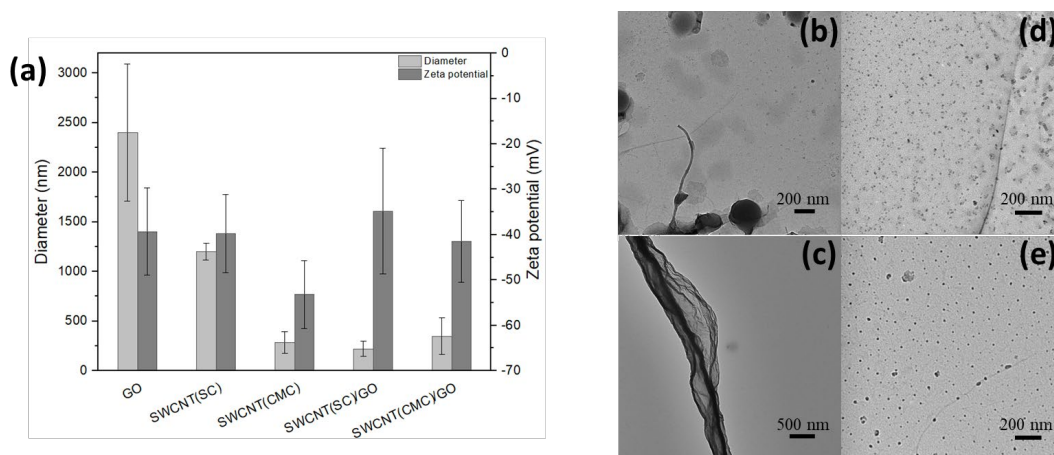 (a)
Diameter
Zeta potential
Diameter (nm)
3000
2500
2000
1500
1000
500
0
Zeta potential (mV)
0
-10
-20
-30
-40
-50
-60
-70
GO
SWCNT(SC)
SWCNT(CMC)
SWCNT(SC)/GO
SWCNT(CMC)/GO
(b)
200 nm
(d)
200 nm
(c)
500 nm
(e)
200 nm